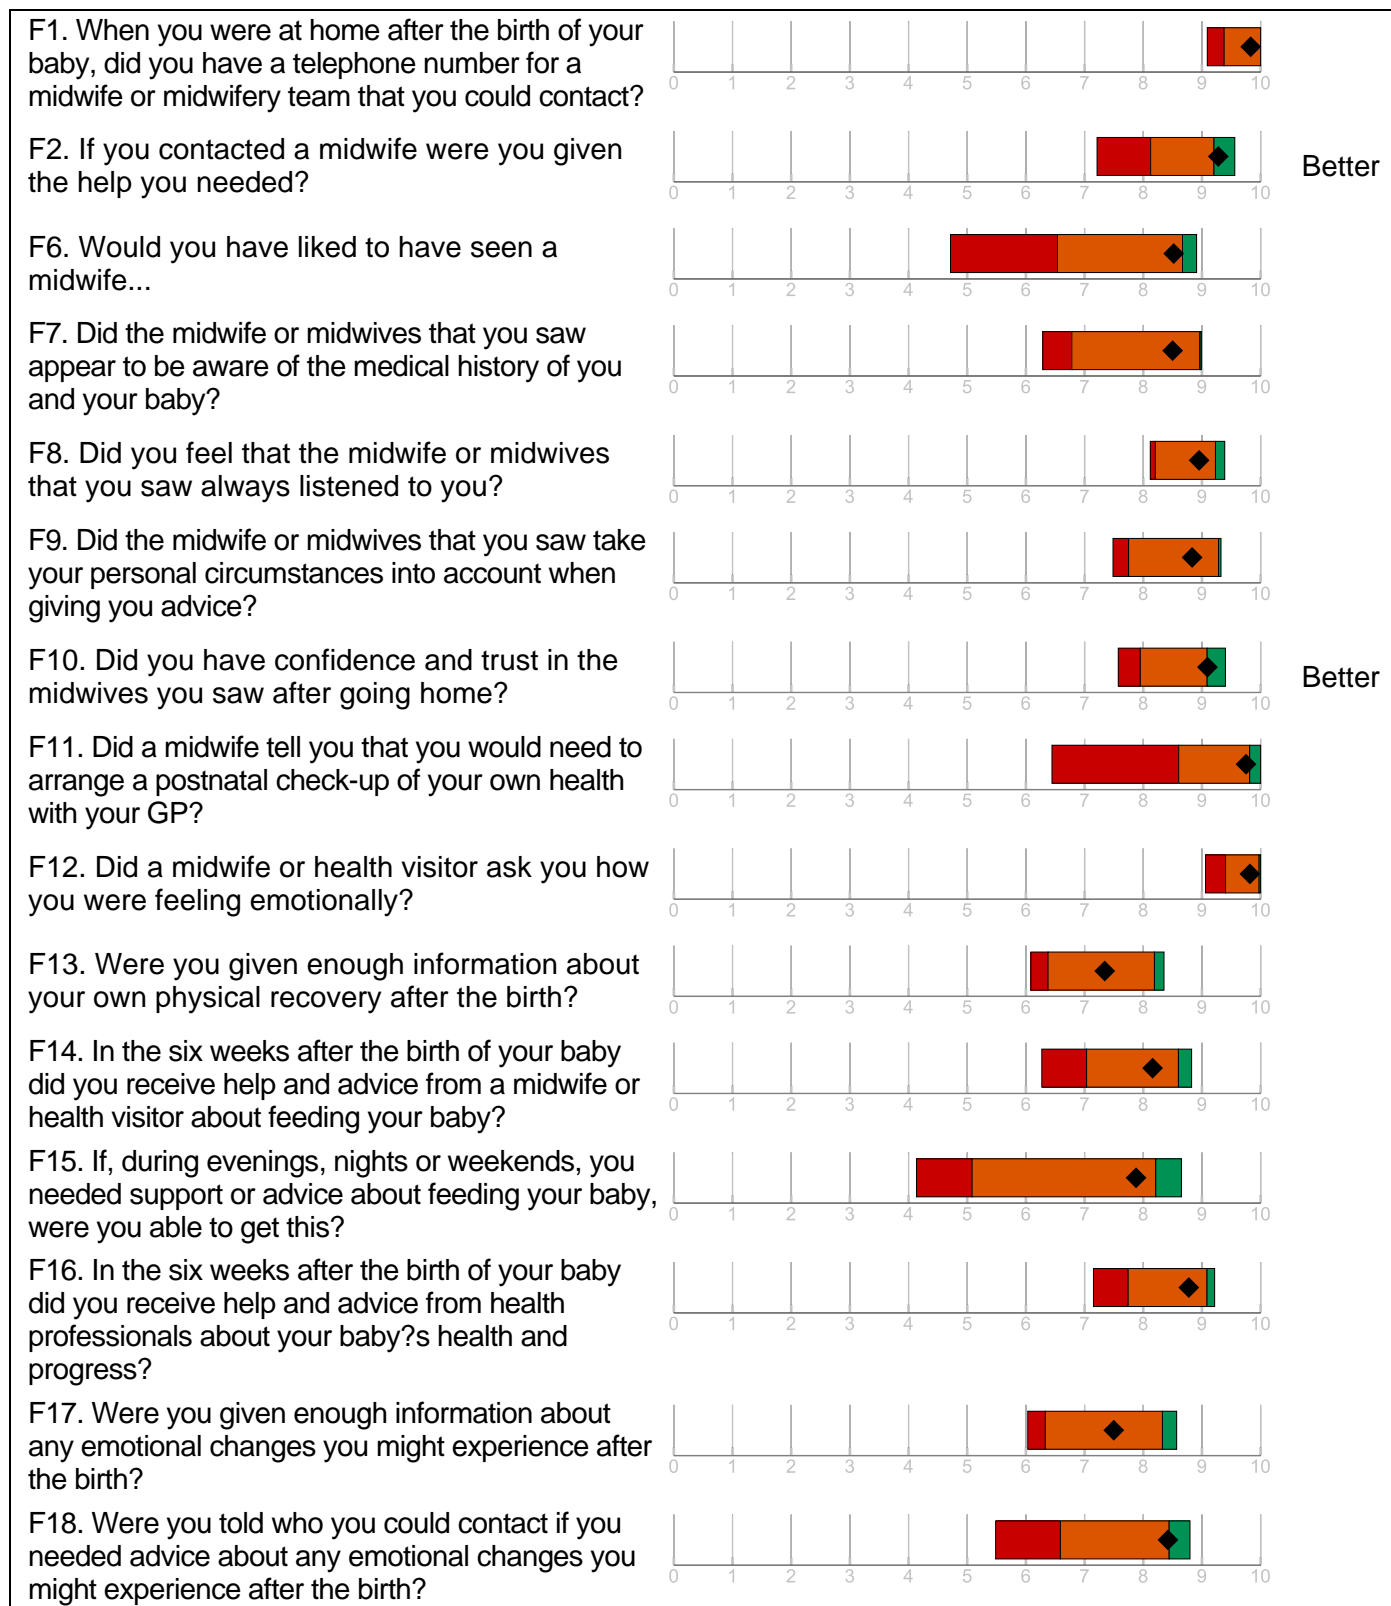 F1. When you were at home after the birth of your
baby, did you have a telephone number for a
midwife or midwifery team that you could contact?
0 1 2 3 4 5 6 7 8 9 10
F2. If you contacted a midwife were you given
the help you needed?
0 1 2 3 4 5 6 7 8 9 10
Better
F6. Would you have liked to have seen a
midwife...
0 1 2 3 4 5 6 7 8 9 10
F7. Did the midwife or midwives that you saw
appear to be aware of the medical history of you
and your baby?
0 1 2 3 4 5 6 7 8 9 10
F8. Did you feel that the midwife or midwives
that you saw always listened to you?
0 1 2 3 4 5 6 7 8 9 10
F9. Did the midwife or midwives that you saw take
your personal circumstances into account when
giving you advice?
0 1 2 3 4 5 6 7 8 9 10
F10. Did you have confidence and trust in the
midwives you saw after going home?
0 1 2 3 4 5 6 7 8 9 10
Better
F11. Did a midwife tell you that you would need to
arrange a postnatal check-up of your own health
with your GP?
0 1 2 3 4 5 6 7 8 9 10
F12. Did a midwife or health visitor ask you how
you were feeling emotionally?
0 1 2 3 4 5 6 7 8 9 10
F13. Were you given enough information about
your own physical recovery after the birth?
0 1 2 3 4 5 6 7 8 9 10
F14. In the six weeks after the birth of your baby
did you receive help and advice from a midwife or
health visitor about feeding your baby?
0 1 2 3 4 5 6 7 8 9 10
F15. If, during evenings, nights or weekends, you
needed support or advice about feeding your baby,
were you able to get this?
0 1 2 3 4 5 6 7 8 9 10
F16. In the six weeks after the birth of your baby
did you receive help and advice from health
professionals about your baby?s health and
progress?
0 1 2 3 4 5 6 7 8 9 10
F17. Were you given enough information about
any emotional changes you might experience after
the birth?
0 1 2 3 4 5 6 7 8 9 10
F18. Were you told who you could contact if you
needed advice about any emotional changes you
might experience after the birth?
0 1 2 3 4 5 6 7 8 9 10